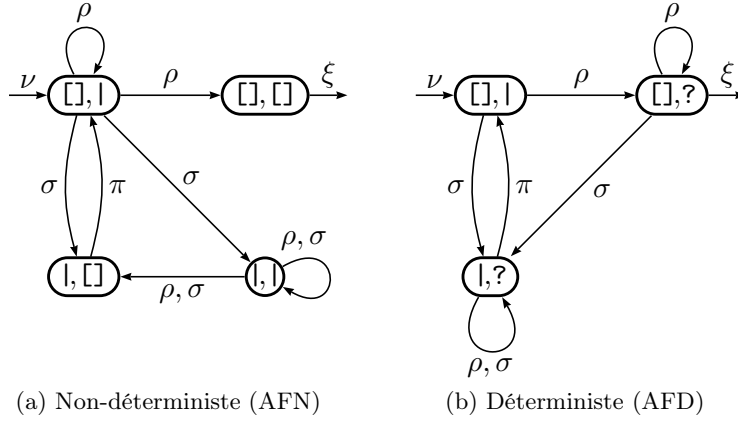 ρ ρ
ν [],| ρ [],[] ξ ν [],| ρ [],? ξ
σ π σ σ π σ
ρ, σ
|,[] ρ, σ |,| |,?
ρ, σ
(a) Non-déterministe (AFN) (b) Déterministe (AFD)